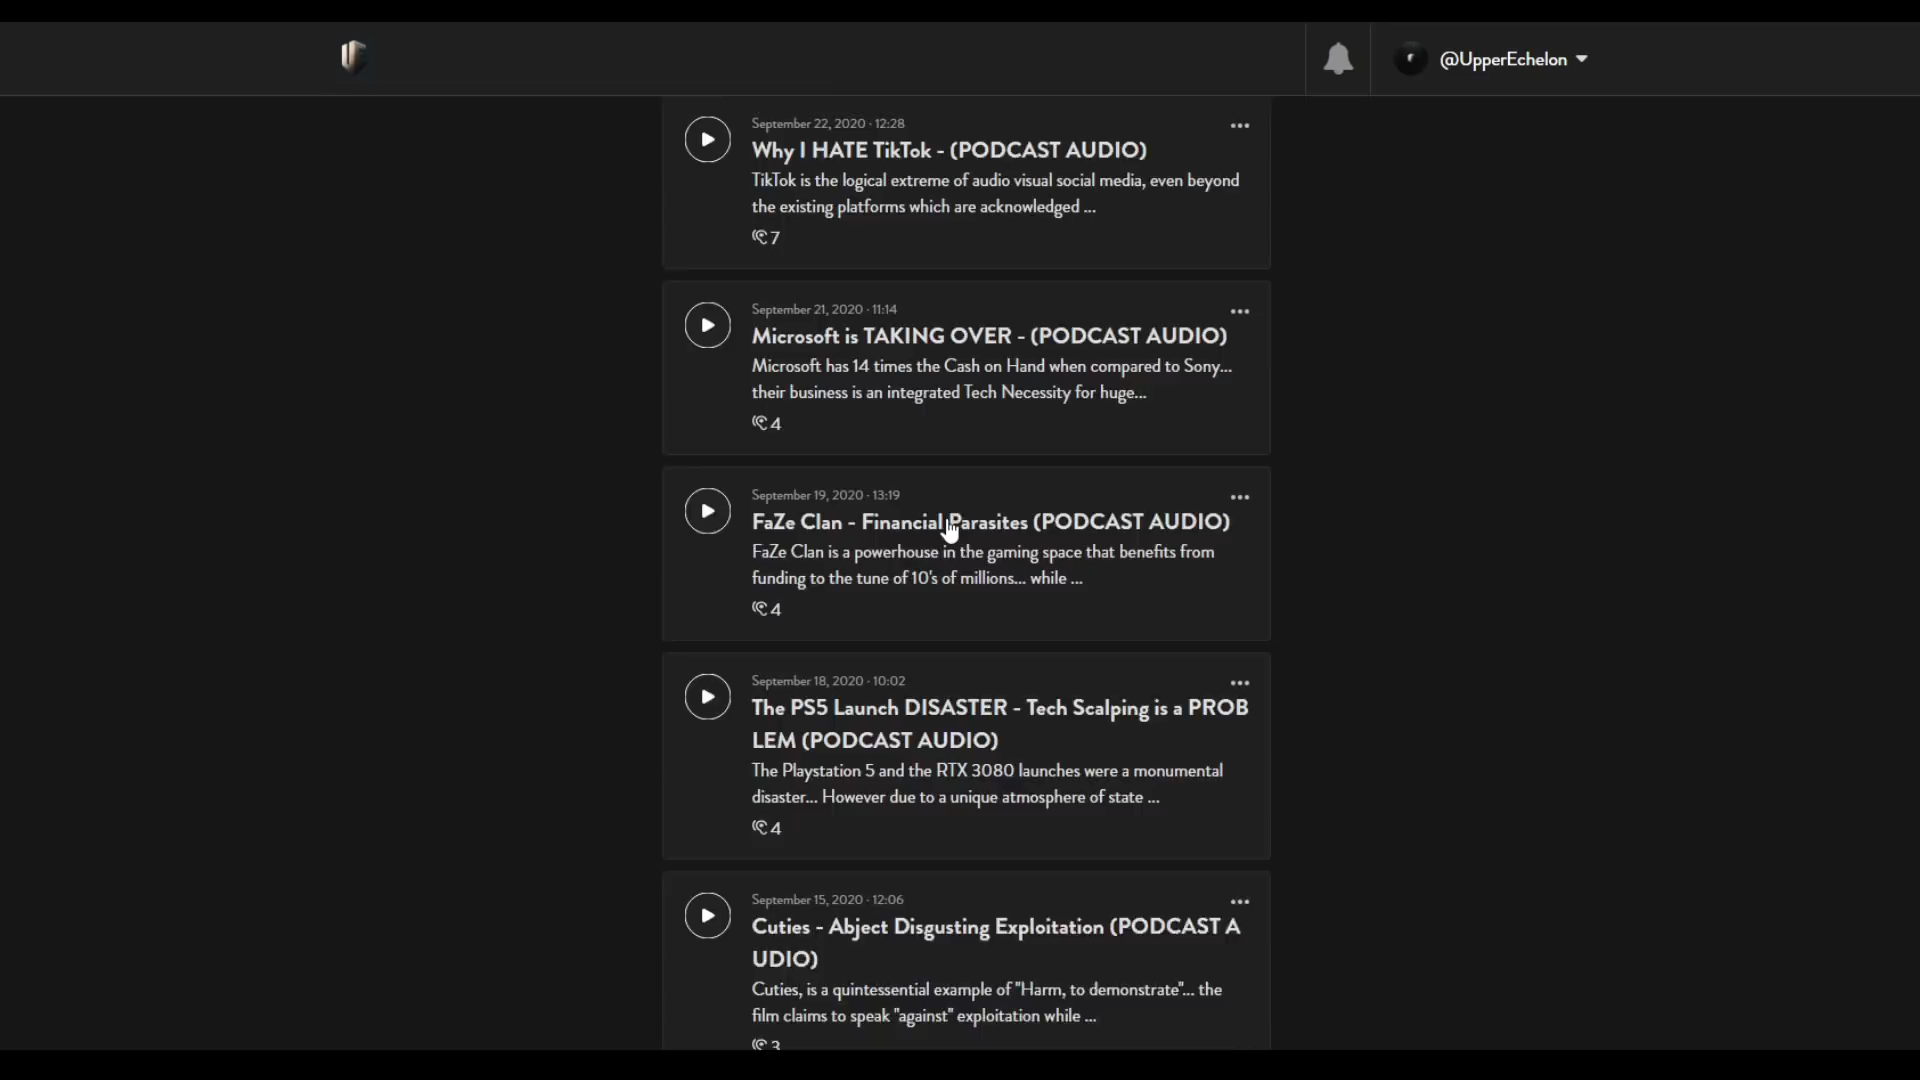 UE
@UpperEchelon
September 22, 2020 · 12:28
Why I HATE TikTok - (PODCAST AUDIO)
TikTok is the logical extreme of audio visual social media, even beyond
the existing platforms which are acknowledged ...
7
September 21, 2020 · 11:14
Microsoft is TAKING OVER - (PODCAST AUDIO)
Microsoft has 14 times the Cash on Hand when compared to Sony...
their business is an integrated Tech Necessity for huge...
4
September 19, 2020 · 13:19
FaZe Clan - Financial Parasites (PODCAST AUDIO)
FaZe Clan is a powerhouse in the gaming space that benefits from
funding to the tune of 10's of millions... while ...
4
September 18, 2020 · 10:02
The PS5 Launch DISASTER - Tech Scalping is a PROB
LEM (PODCAST AUDIO)
The Playstation 5 and the RTX 3080 launches were a monumental
disaster... However due to a unique atmosphere of state ...
4
September 15, 2020 · 12:06
Cuties - Abject Disgusting Exploitation (PODCAST A
UDIO)
Cuties, is a quintessential example of "Harm, to demonstrate"... the
film claims to speak "against" exploitation while ...
3